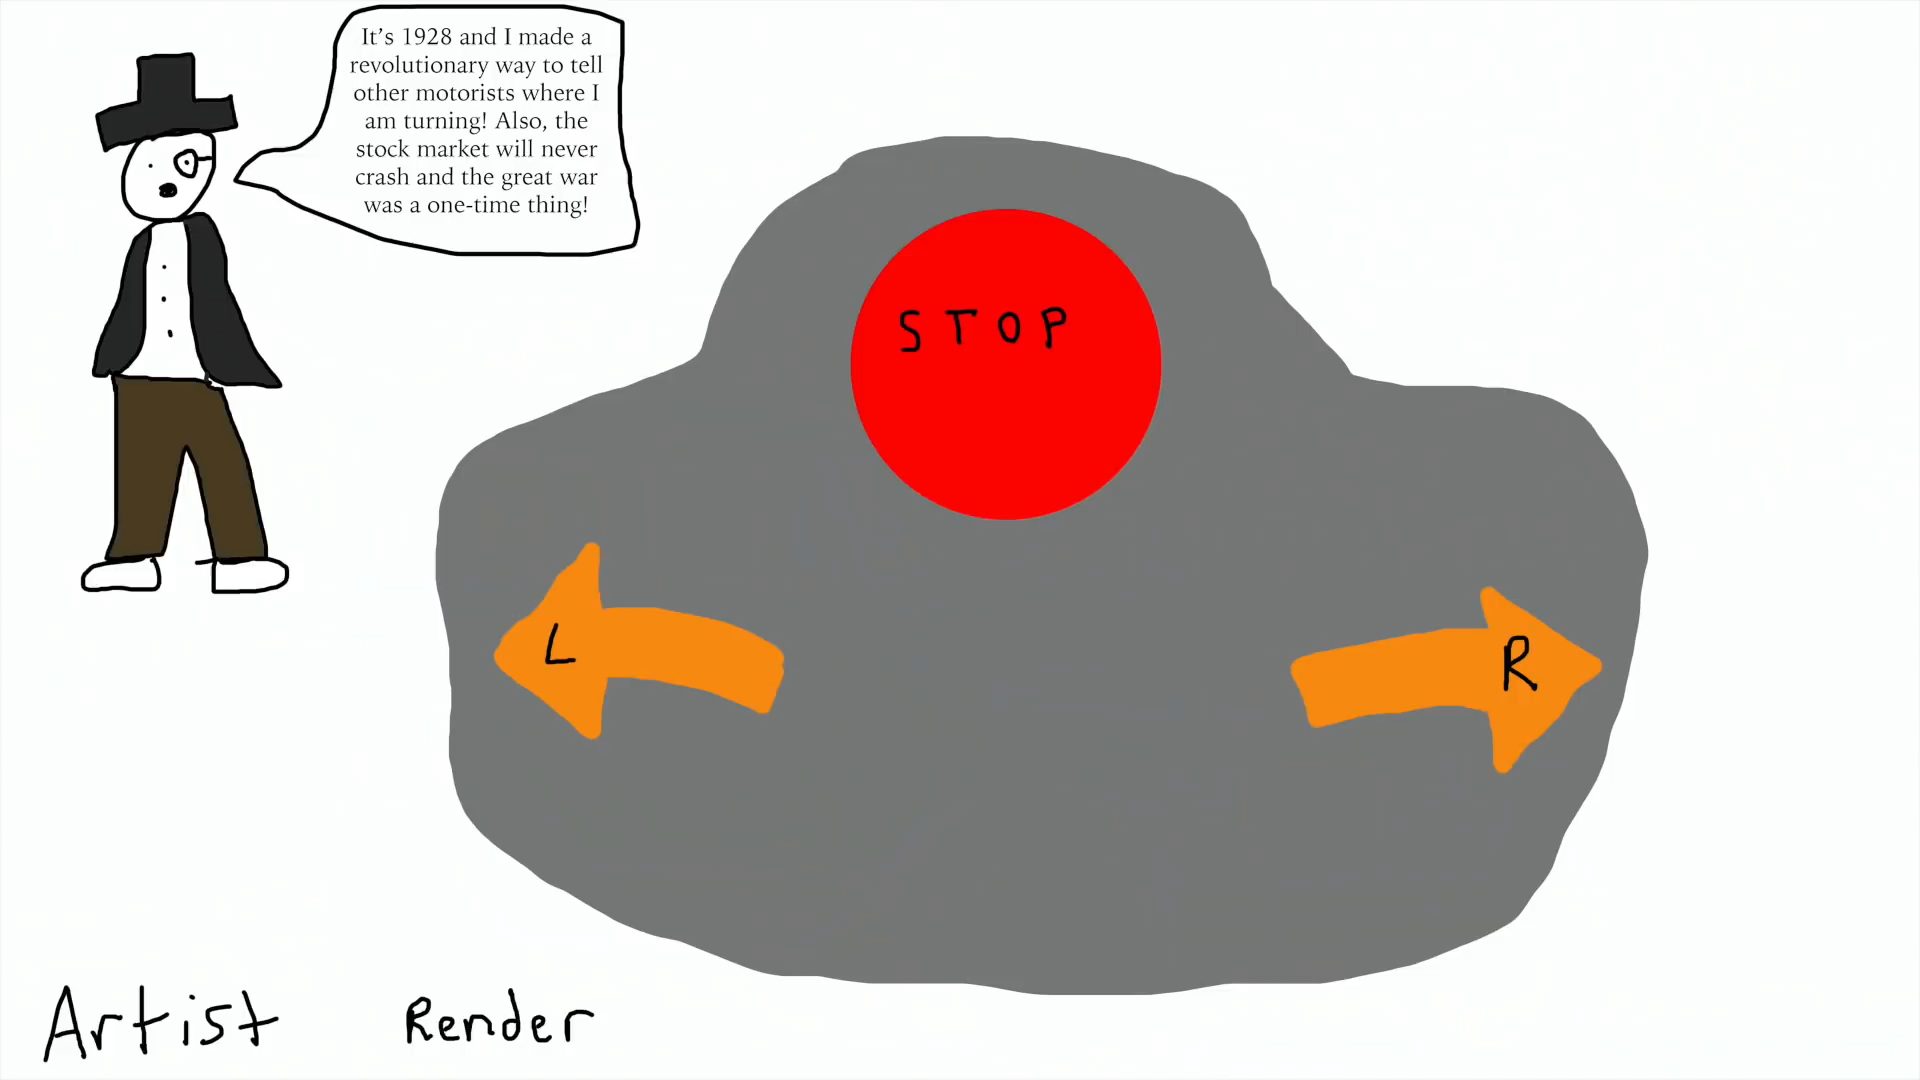 It's 1928 and I made a
revolutionary way to tell
other motorists where I
am turning! Also, the
stock market will never
crash and the great war
was a one-time thing!
STOP
L
R
Artist Render